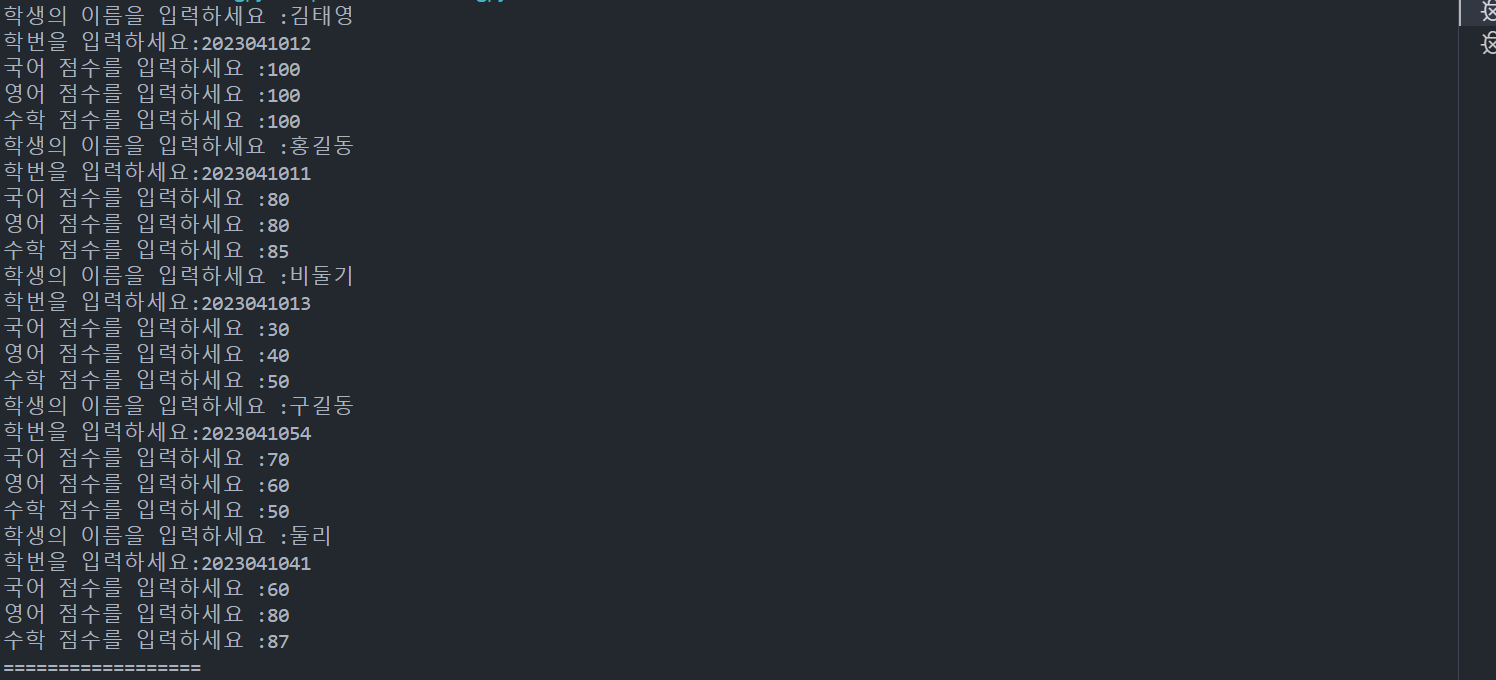 학생의 이름을 입력하세요 :김태영
학번을 입력하세요:2023041012
국어 점수를 입력하세요 :100
영어 점수를 입력하세요 :100
수학 점수를 입력하세요 :100
학생의 이름을 입력하세요 :홍길동
학번을 입력하세요:2023041011
국어 점수를 입력하세요 :80
영어 점수를 입력하세요 :80
수학 점수를 입력하세요 :85
학생의 이름을 입력하세요 :비둘기
학번을 입력하세요:2023041013
국어 점수를 입력하세요 :30
영어 점수를 입력하세요 :40
수학 점수를 입력하세요 :50
학생의 이름을 입력하세요 :구길동
학번을 입력하세요:2023041054
국어 점수를 입력하세요 :70
영어 점수를 입력하세요 :60
수학 점수를 입력하세요 :50
학생의 이름을 입력하세요 :둘리
학번을 입력하세요:2023041041
국어 점수를 입력하세요 :60
영어 점수를 입력하세요 :80
수학 점수를 입력하세요 :87
==================